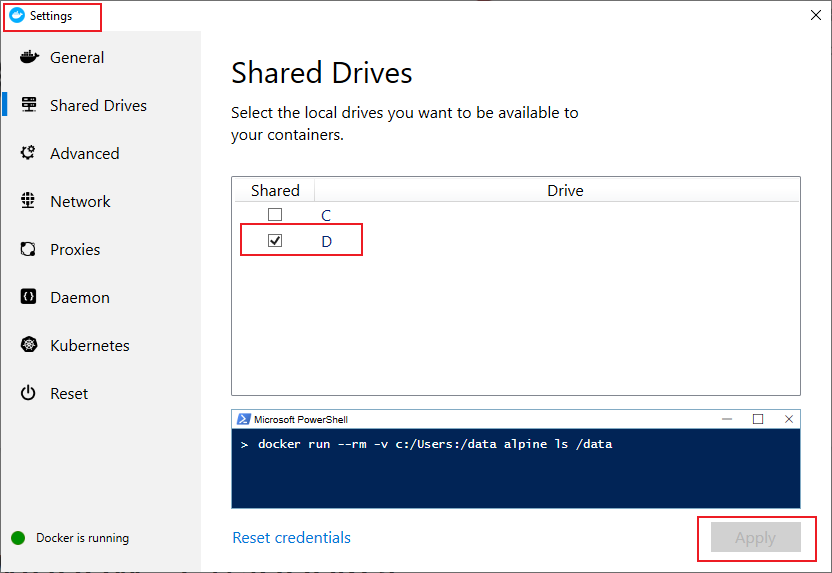 Settings
General
Shared Drives
Advanced
Network
Proxies
Daemon
Kubernetes
Reset
Docker is running
Shared Drives
Select the local drives you want to be available to
your containers.
Shared Drive
C
D
Microsoft PowerShell
> docker run --rm -v c:/Users:/data alpine ls /data
Reset credentials
Apply